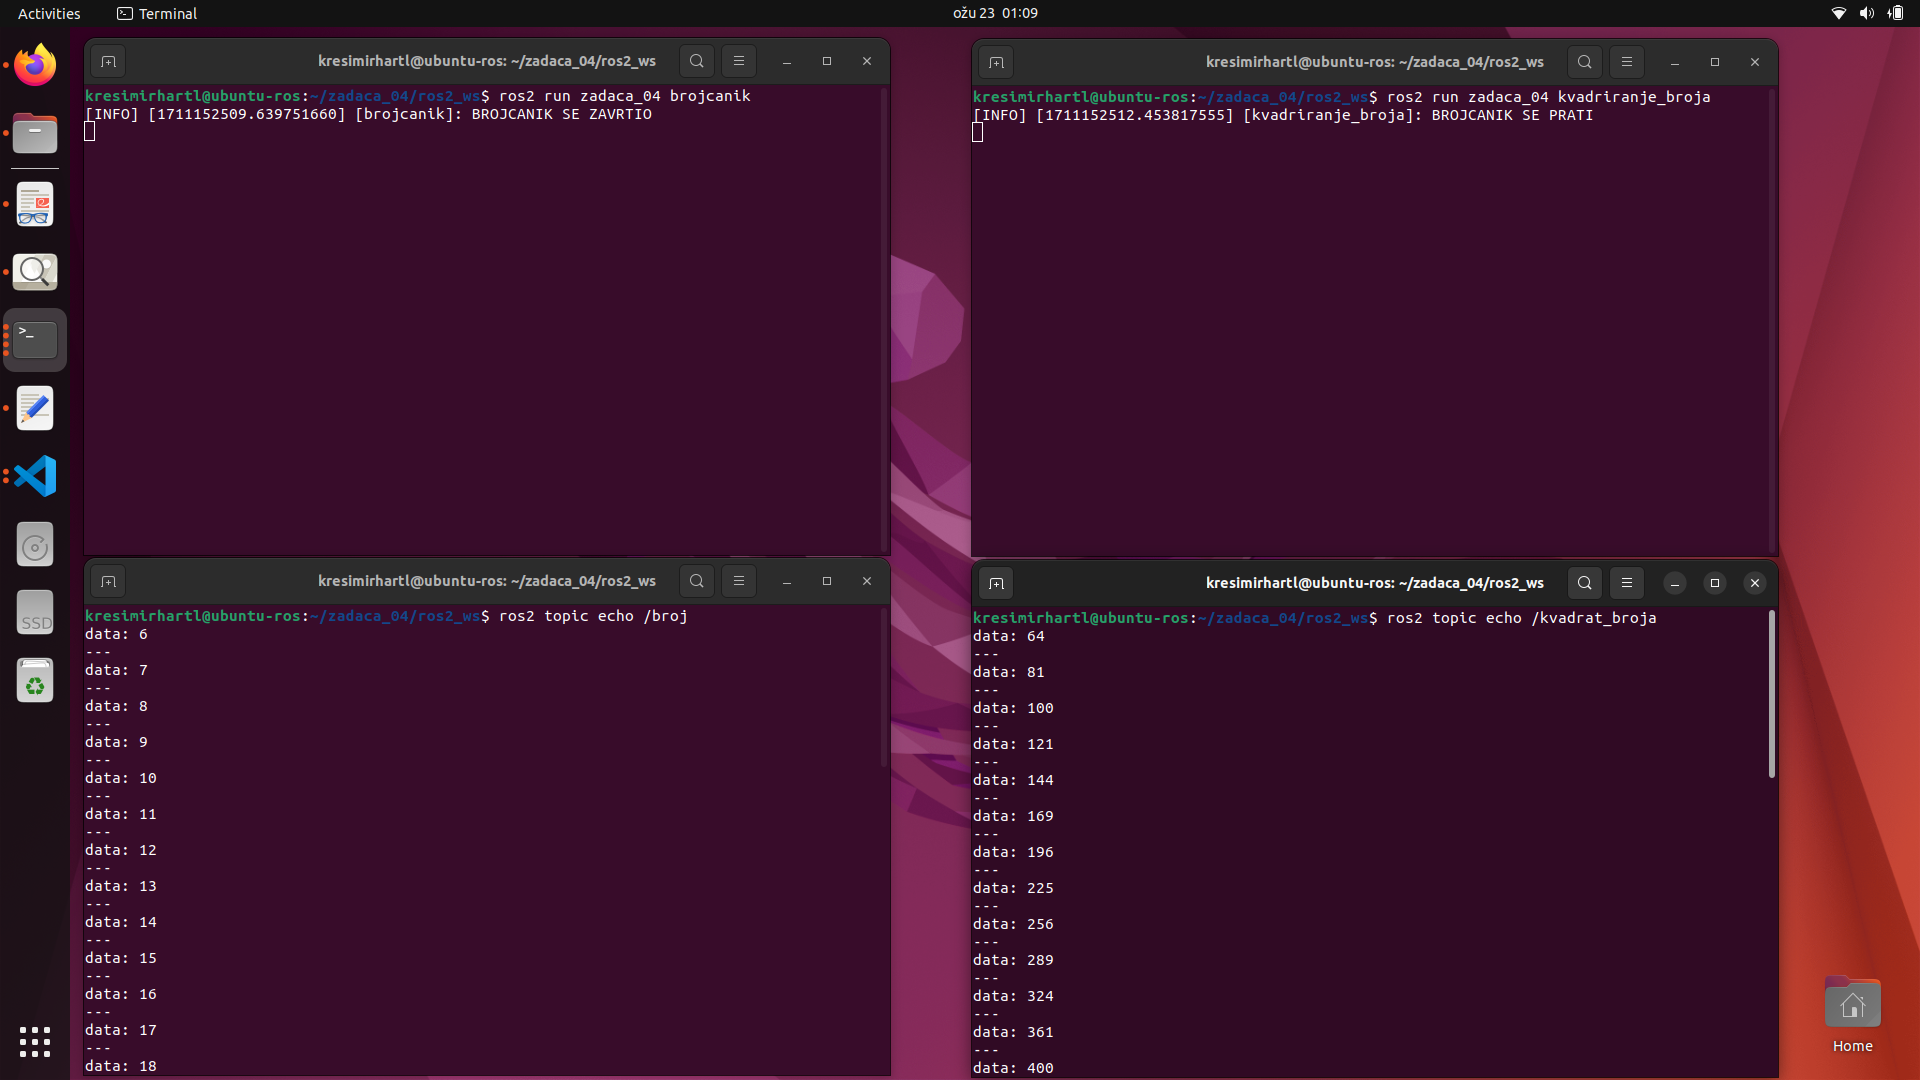 Activities
Terminal
ožu 23 01:09
kresimirhartl@ubuntu-ros: ~/zadaca_04/ros2_ws
kresimirhartl@ubuntu-ros:~/zadaca_04/ros2_ws$ ros2 run zadaca_04 brojcanik
[INFO] [1711152509.639751660] [brojcanik]: BROJCANIK SE ZAVRTIO
kresimirhartl@ubuntu-ros: ~/zadaca_04/ros2_ws
kresimirhartl@ubuntu-ros:~/zadaca_04/ros2_ws$ ros2 run zadaca_04 kvadriranje_broja
[INFO] [1711152512.453817555] [kvadriranje_broja]: BROJCANIK SE PRATI
kresimirhartl@ubuntu-ros: ~/zadaca_04/ros2_ws
kresimirhartl@ubuntu-ros:~/zadaca_04/ros2_ws$ ros2 topic echo /broj
data: 6
---
data: 7
---
data: 8
---
data: 9
---
data: 10
---
data: 11
---
data: 12
---
data: 13
---
data: 14
---
data: 15
---
data: 16
---
data: 17
---
data: 18
kresimirhartl@ubuntu-ros: ~/zadaca_04/ros2_ws
kresimirhartl@ubuntu-ros:~/zadaca_04/ros2_ws$ ros2 topic echo /kvadrat_broja
data: 64
---
data: 81
---
data: 100
---
data: 121
---
data: 144
---
data: 169
---
data: 196
---
data: 225
---
data: 256
---
data: 289
---
data: 324
---
data: 361
---
data: 400
SSD
Home